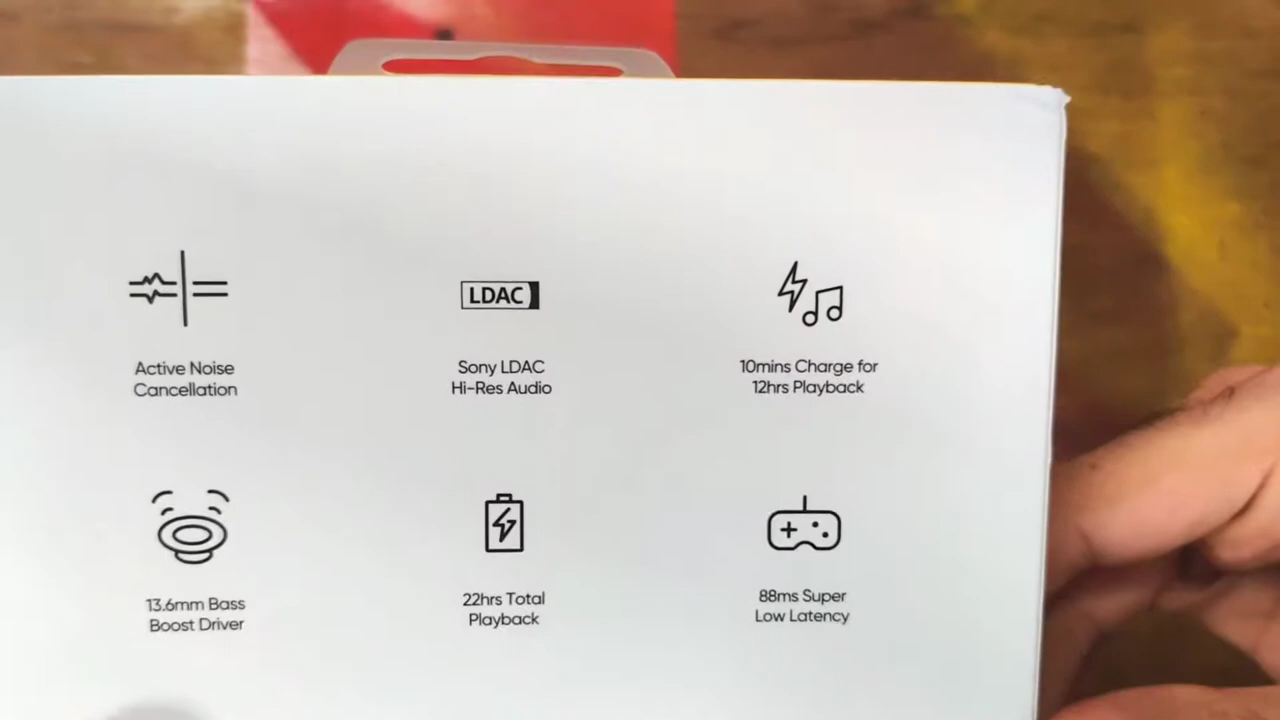 Active Noise
Cancellation
LDAC
Sony LDAC
Hi-Res Audio
10mins Charge for
12hrs Playback
13.6mm Bass
Boost Driver
22hrs Total
Playback
88ms Super
Low Latency